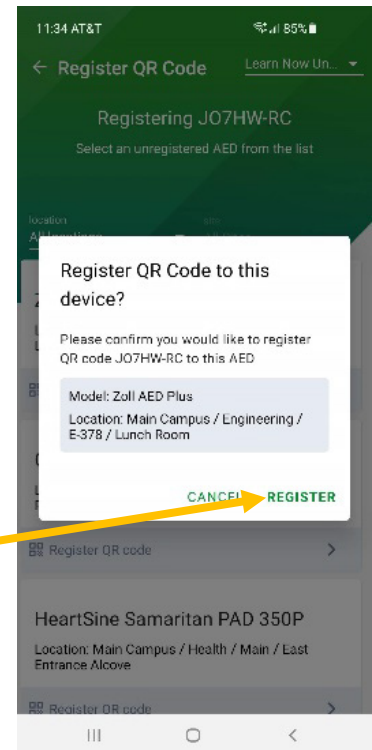 11:34 AT&T 85%
← Register QR Code Learn Now Un...
Registering JO7HW-RC
Select an unregistered AED from the list
location
Register QR Code to this
device?
Please confirm you would like to register
QR code JO7HW-RC to this AED
Model: Zoll AED Plus
Location: Main Campus / Engineering /
E-378 / Lunch Room
CANCEL REGISTER
Register QR code
HeartSine Samaritan PAD 350P
Location: Main Campus / Health / Main / East
Entrance Alcove
Register QR code